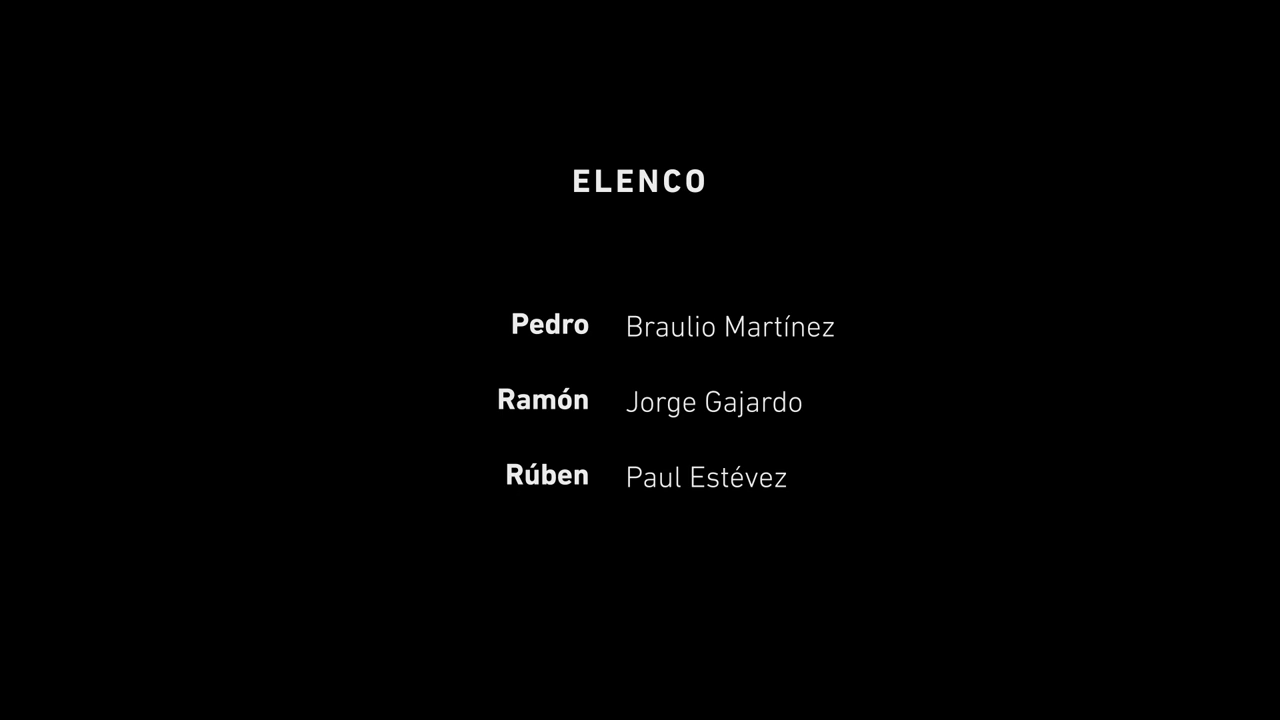 ELENCO
Pedro Braulio Martínez
Ramón Jorge Gajardo
Rúben Paul Estévez